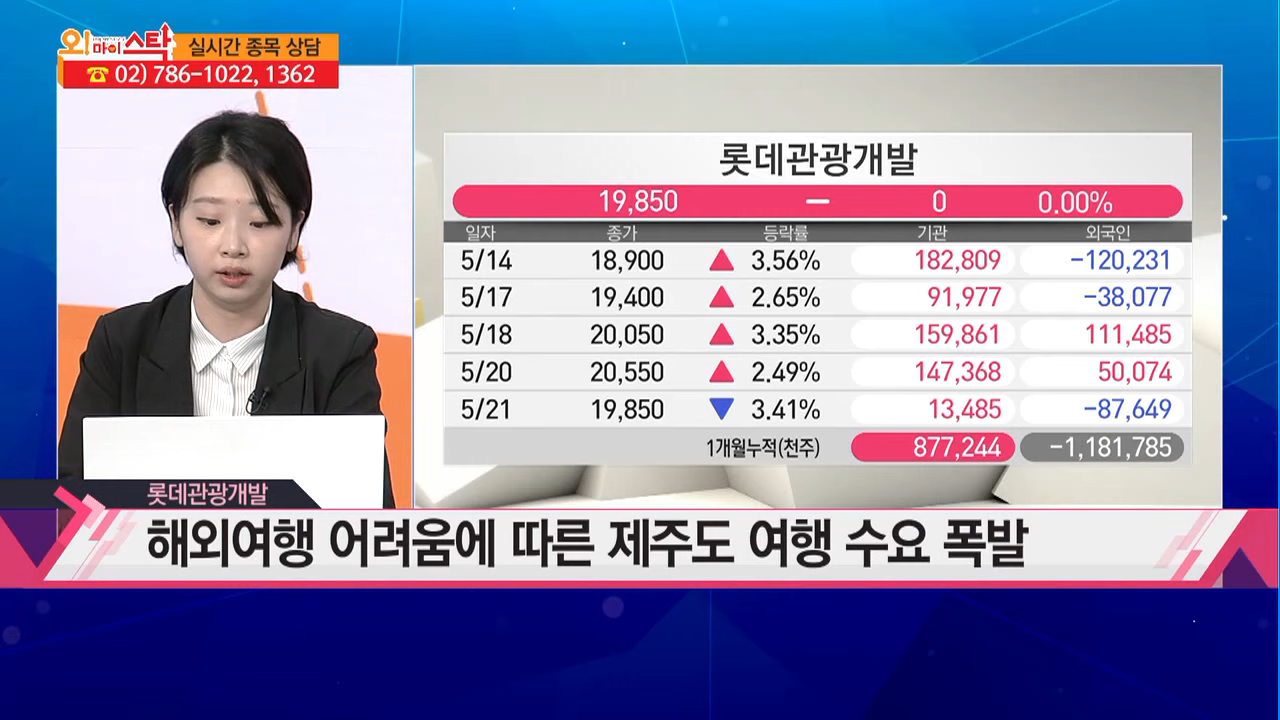 오! 마이 스탁
실시간 종목 상담
☎ 02) 786-1022, 1362
롯데관광개발
19,850 － 0 0.00%
일자 종가 등락률 기관 외국인
5/14 18,900 ▲ 3.56% 182,809 -120,231
5/17 19,400 ▲ 2.65% 91,977 -38,077
5/18 20,050 ▲ 3.35% 159,861 111,485
5/20 20,550 ▲ 2.49% 147,368 50,074
5/21 19,850 ▼ 3.41% 13,485 -87,649
1개월누적(천주) 877,244 -1,181,785
롯데관광개발
해외여행 어려움에 따른 제주도 여행 수요 폭발